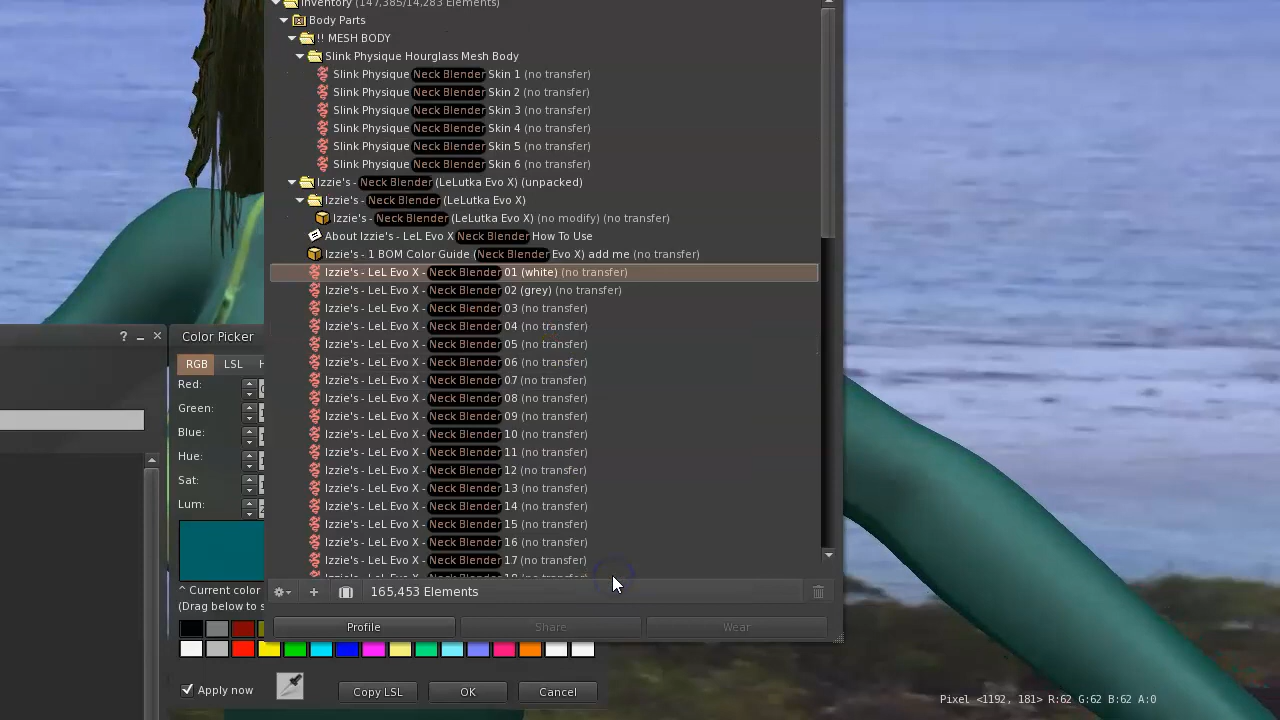 Inventory (147,385/14,283 Elements)
Body Parts
!! MESH BODY
Slink Physique Hourglass Mesh Body
Slink Physique Neck Blender Skin 1 (no transfer)
Slink Physique Neck Blender Skin 2 (no transfer)
Slink Physique Neck Blender Skin 3 (no transfer)
Slink Physique Neck Blender Skin 4 (no transfer)
Slink Physique Neck Blender Skin 5 (no transfer)
Slink Physique Neck Blender Skin 6 (no transfer)
Izzie's - Neck Blender (LeLutka Evo X) (unpacked)
Izzie's - Neck Blender (LeLutka Evo X)
Izzie's - Neck Blender (LeLutka Evo X) (no modify) (no transfer)
About Izzie's - LeL Evo X Neck Blender How To Use
Izzie's - 1 BOM Color Guide (Neck Blender Evo X) add me (no transfer)
Izzie's - LeL Evo X - Neck Blender 01 (white) (no transfer)
Izzie's - LeL Evo X - Neck Blender 02 (grey) (no transfer)
Izzie's - LeL Evo X - Neck Blender 03 (no transfer)
Izzie's - LeL Evo X - Neck Blender 04 (no transfer)
Izzie's - LeL Evo X - Neck Blender 05 (no transfer)
Izzie's - LeL Evo X - Neck Blender 06 (no transfer)
Izzie's - LeL Evo X - Neck Blender 07 (no transfer)
Izzie's - LeL Evo X - Neck Blender 08 (no transfer)
Izzie's - LeL Evo X - Neck Blender 09 (no transfer)
Izzie's - LeL Evo X - Neck Blender 10 (no transfer)
Izzie's - LeL Evo X - Neck Blender 11 (no transfer)
Izzie's - LeL Evo X - Neck Blender 12 (no transfer)
Izzie's - LeL Evo X - Neck Blender 13 (no transfer)
Izzie's - LeL Evo X - Neck Blender 14 (no transfer)
Izzie's - LeL Evo X - Neck Blender 15 (no transfer)
Izzie's - LeL Evo X - Neck Blender 16 (no transfer)
Izzie's - LeL Evo X - Neck Blender 17 (no transfer)
165,453 Elements
Profile Share Wear
? Color Picker
RGB LSL H
Red:
Green:
Blue:
Hue:
Sat:
Lum:
^ Current color
(Drag below to s
Apply now Copy LSL OK Cancel
Pixel <1192, 181> R:62 G:62 B:62 A:0